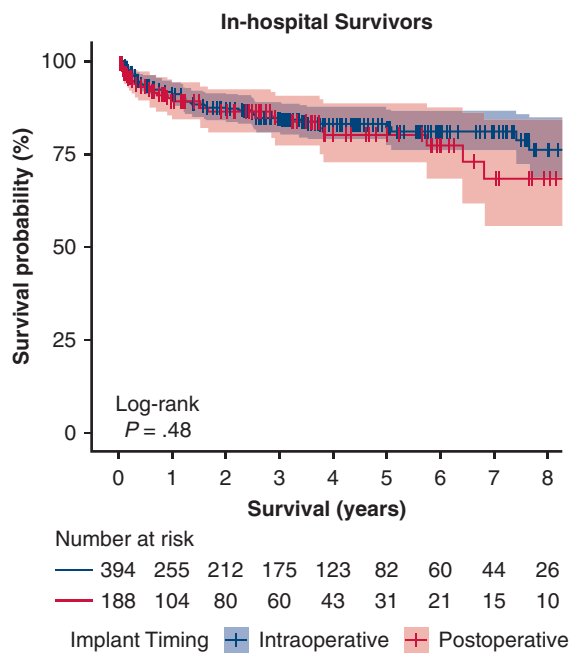 In-hospital Survivors
Survival probability (%)
100
75
50
25
0
Log-rank
P = .48
0 1 2 3 4 5 6 7 8
Survival (years)
Number at risk
394 255 212 175 123 82 60 44 26
188 104 80 60 43 31 21 15 10
Implant Timing Intraoperative Postoperative